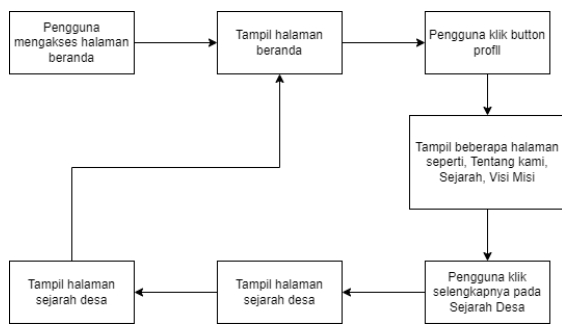 Pengguna
mengakses halaman
beranda
Tampil halaman
beranda
Pengguna klik button
profil
Tampil beberapa halaman
seperti, Tentang kami,
Sejarah, Visi Misi
Pengguna klik
selengkapnya pada
Sejarah Desa
Tampil halaman
sejarah desa
Tampil halaman
sejarah desa